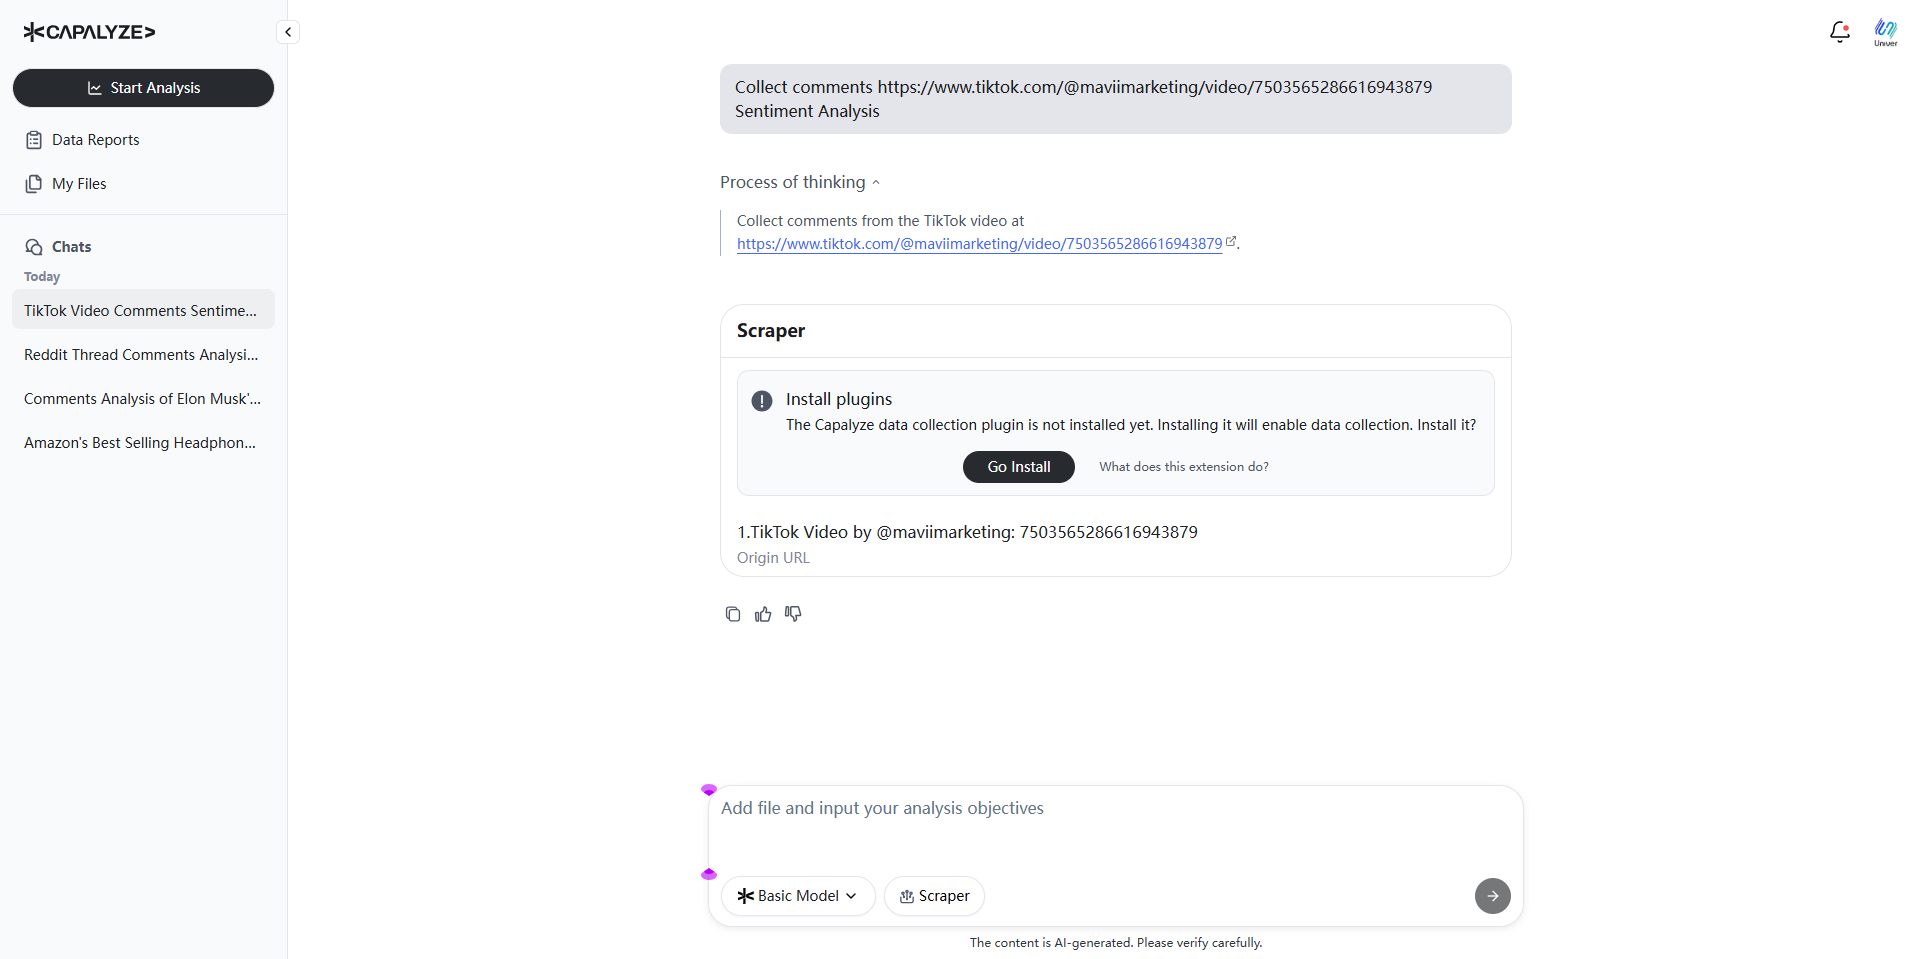 CAPALYZE
Start Analysis
Data Reports
My Files
Chats
Today
TikTok Video Comments Sentime...
Reddit Thread Comments Analysi...
Comments Analysis of Elon Musk'...
Amazon's Best Selling Headphon...
Univer
Collect comments https://www.tiktok.com/@maviimarketing/video/7503565286616943879
Sentiment Analysis
Process of thinking
Collect comments from the TikTok video at
https://www.tiktok.com/@maviimarketing/video/7503565286616943879.
Scraper
Install plugins
The Capalyze data collection plugin is not installed yet. Installing it will enable data collection. Install it?
Go Install
What does this extension do?
1.TikTok Video by @maviimarketing: 7503565286616943879
Origin URL
Add file and input your analysis objectives
Basic Model
Scraper
The content is AI-generated. Please verify carefully.